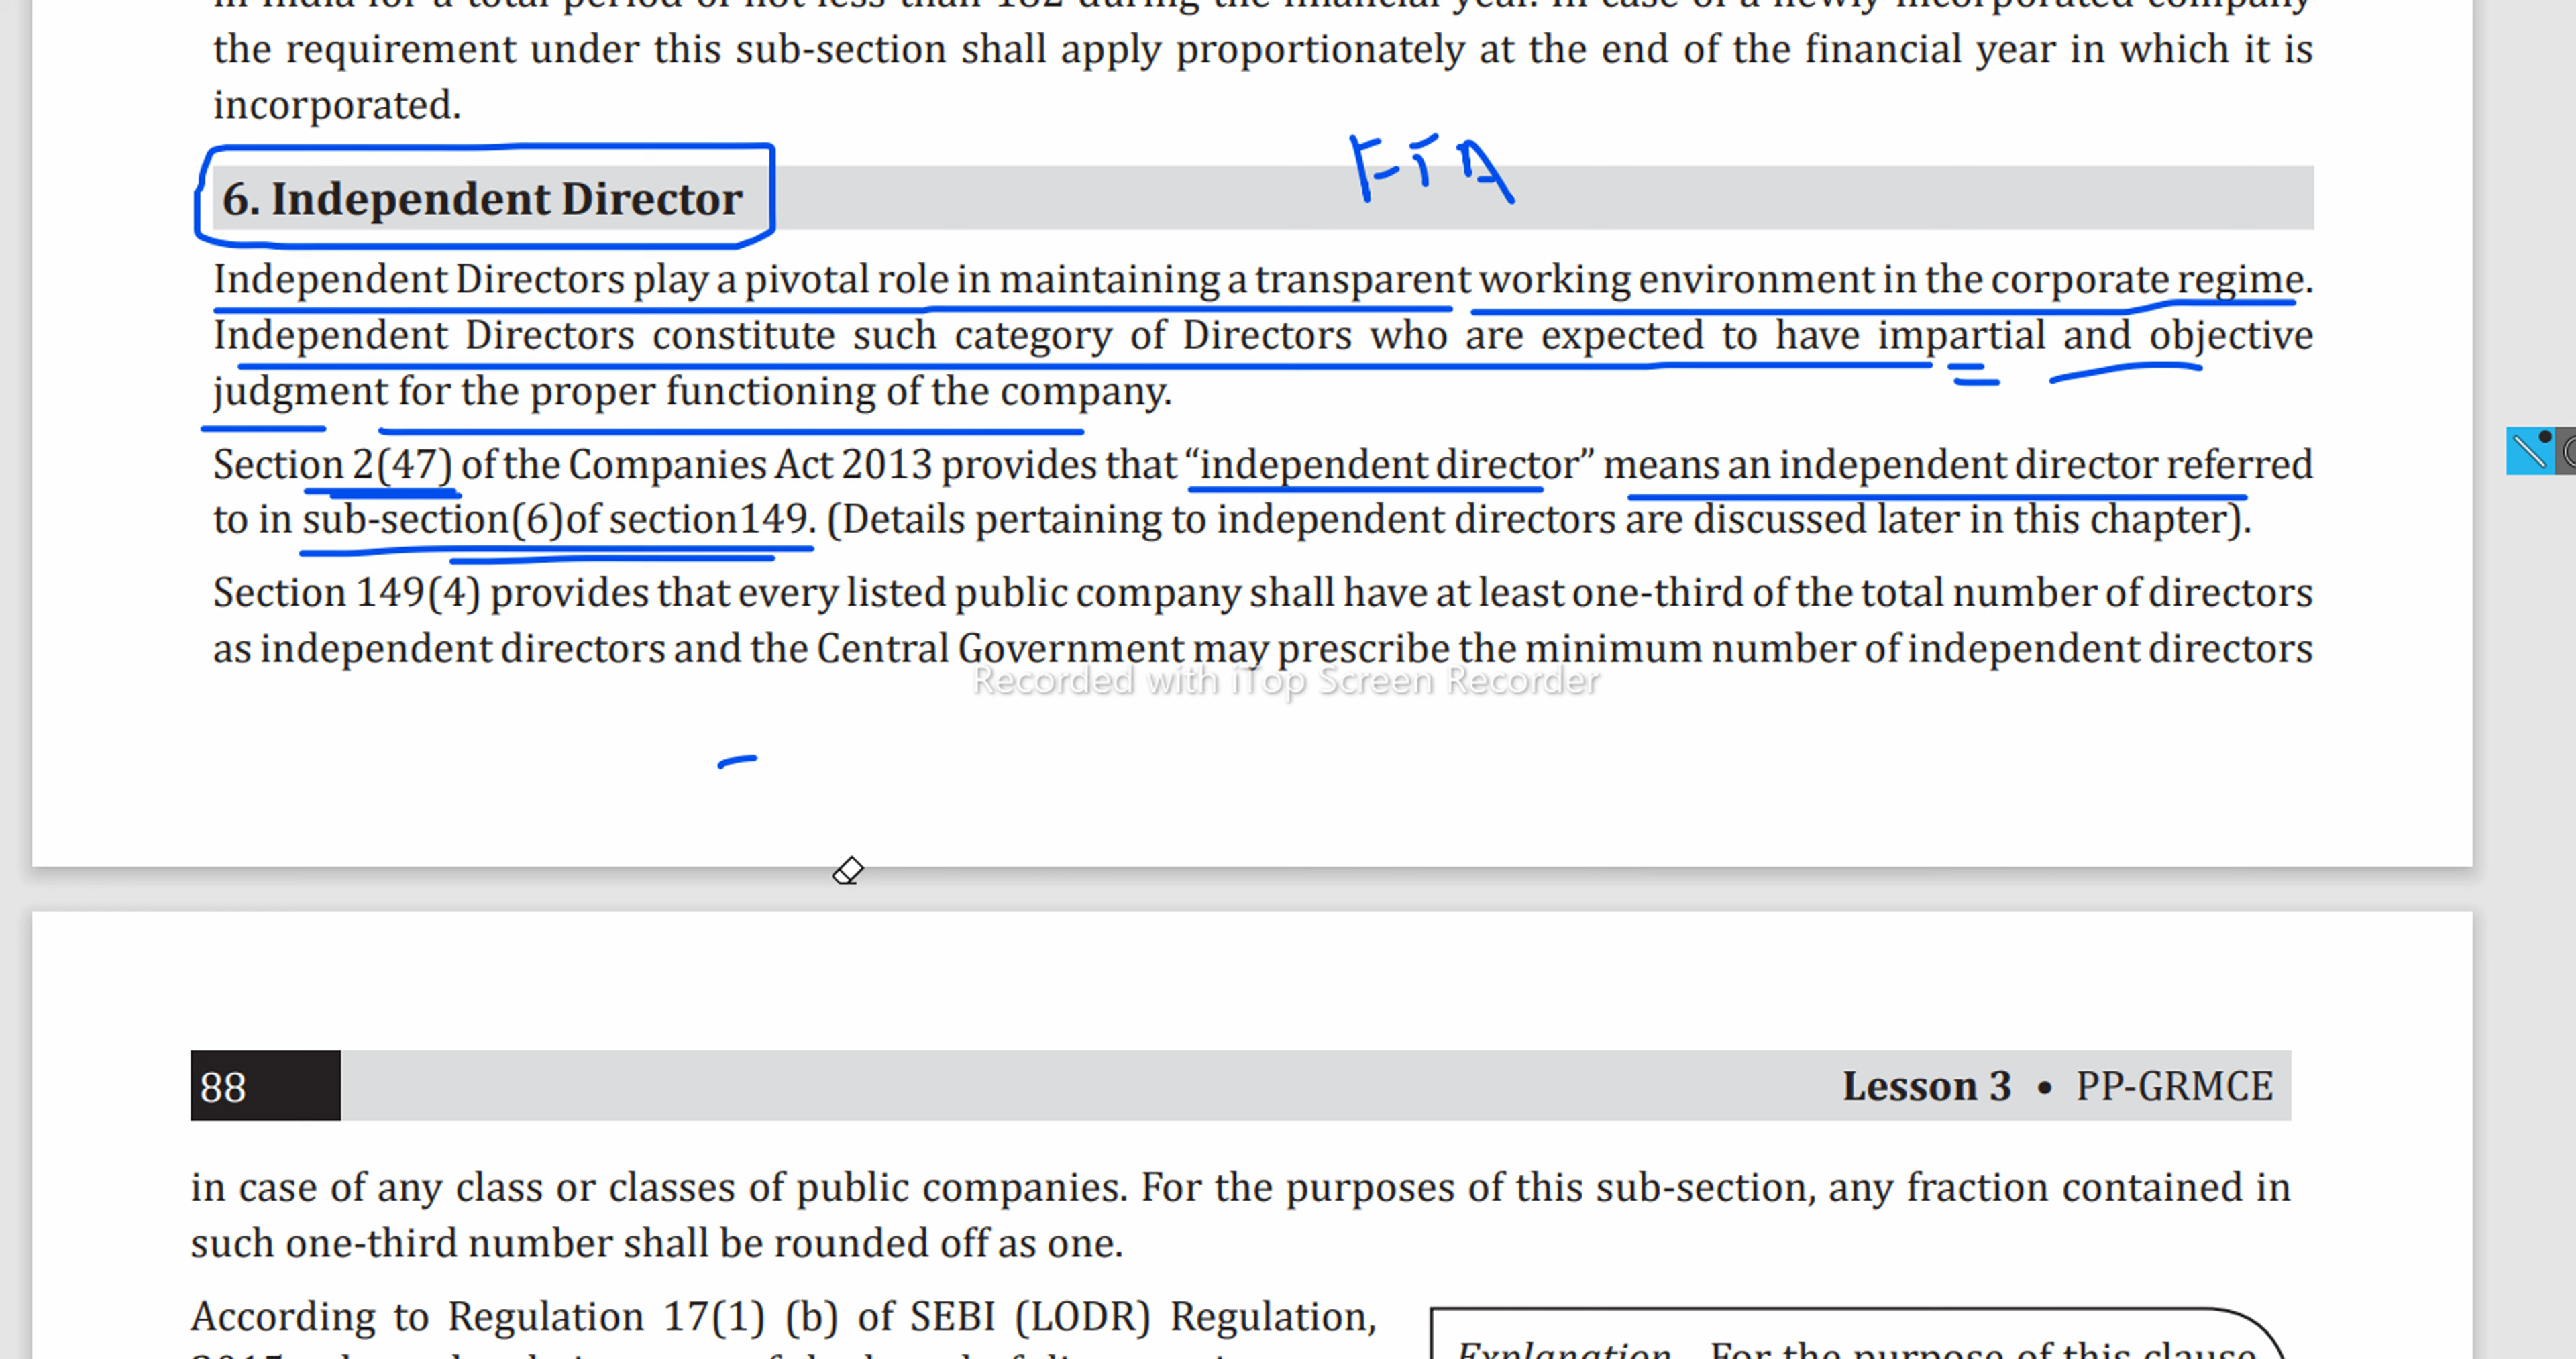 the requirement under this sub-section shall apply proportionately at the end of the financial year in which it is
incorporated.
6. Independent Director
Independent Directors play a pivotal role in maintaining a transparent working environment in the corporate regime.
Independent Directors constitute such category of Directors who are expected to have impartial and objective
judgment for the proper functioning of the company.
Section 2(47) of the Companies Act 2013 provides that “independent director” means an independent director referred
to in sub-section(6)of section149. (Details pertaining to independent directors are discussed later in this chapter).
Section 149(4) provides that every listed public company shall have at least one-third of the total number of directors
as independent directors and the Central Government may prescribe the minimum number of independent directors
Recorded with iTop Screen Recorder
88
Lesson 3 • PP-GRMCE
in case of any class or classes of public companies. For the purposes of this sub-section, any fraction contained in
such one-third number shall be rounded off as one.
According to Regulation 17(1) (b) of SEBI (LODR) Regulation,
Explanation For the purpose of this clause